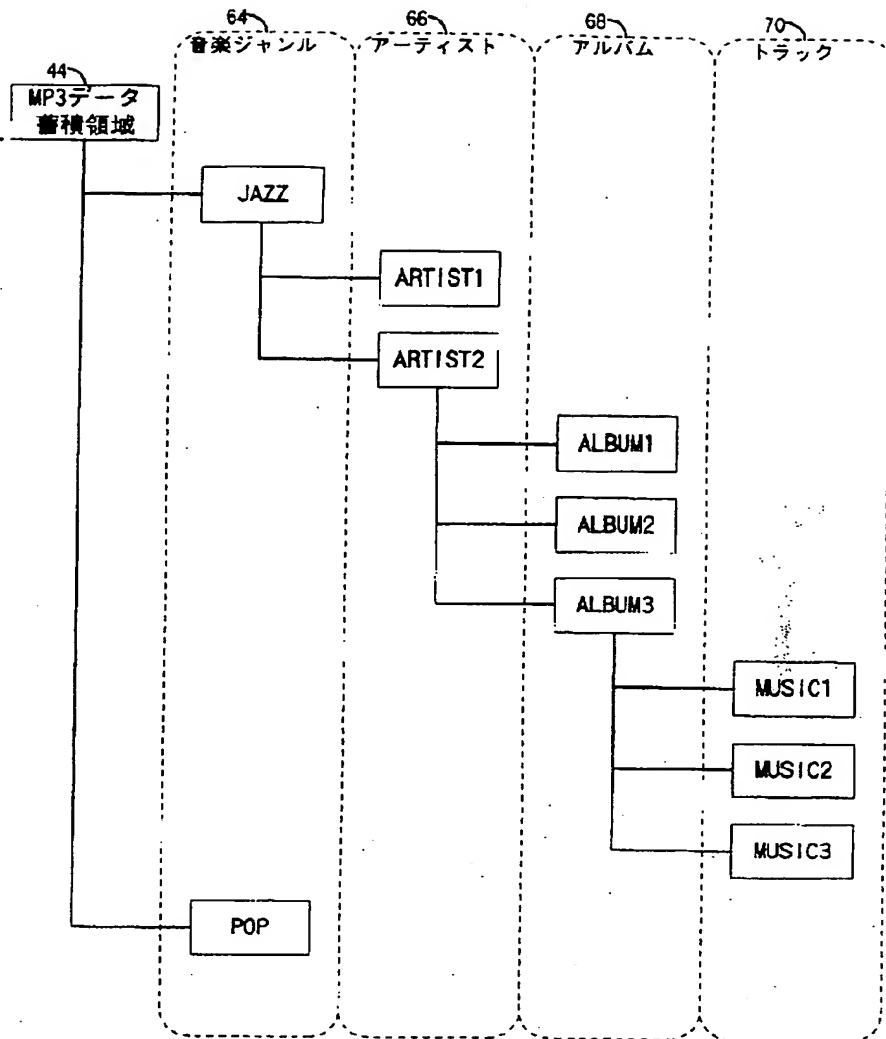 64
66
68
70
音楽ジャンル
アーティスト
アルバム
トラック
44
MP3データ
蓄積領域
JAZZ
ARTIST1
ARTIST2
ALBUM1
ALBUM2
ALBUM3
MUSIC1
MUSIC2
MUSIC3
POP